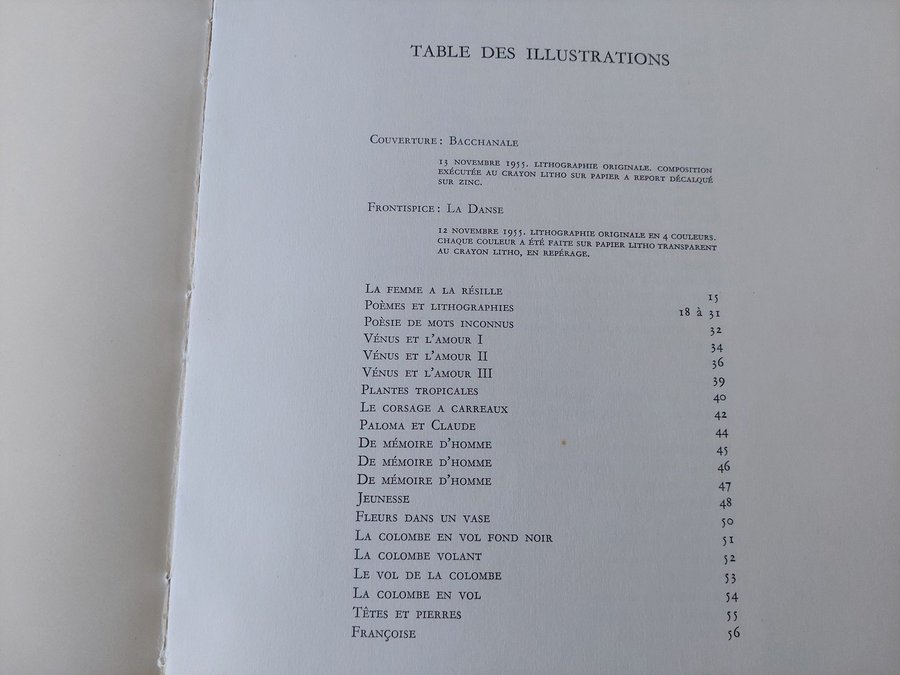 TABLE DES ILLUSTRATIONS
COUVERTURE: BACCHANALE
13 NOVEMBRE 1955. LITHOGRAPHIE ORIGINALE. COMPOSITION
EXÉCUTÉE AU CRAYON LITHO SUR PAPIER A REPORT DÉCALQUÉ
SUR ZINC.
FRONTISPICE: LA DANSE
12 NOVEMBRE 1955. LITHOGRAPHIE ORIGINALE EN 4 COULEURS.
CHAQUE COULEUR A ÉTÉ FAITE SUR PAPIER LITHO TRANSPARENT
AU CRAYON LITHO, EN REPÉRAGE.
LA FEMME A LA RÉSILLE 15
POÈMES ET LITHOGRAPHIES 18 à 31
POÈSIE DE MOTS INCONNUS 32
VÉNUS ET L'AMOUR I 34
VÉNUS ET L'AMOUR II 36
VÉNUS ET L'AMOUR III 39
PLANTES TROPICALES 40
LE CORSAGE A CARREAUX 42
PALOMA ET CLAUDE 44
DE MÉMOIRE D'HOMME 45
DE MÉMOIRE D'HOMME 46
DE MÉMOIRE D'HOMME 47
JEUNESSE 48
FLEURS DANS UN VASE 50
LA COLOMBE EN VOL FOND NOIR 51
LA COLOMBE VOLANT 52
LE VOL DE LA COLOMBE 53
LA COLOMBE EN VOL 54
TÊTES ET PIERRES 55
FRANÇOISE 56